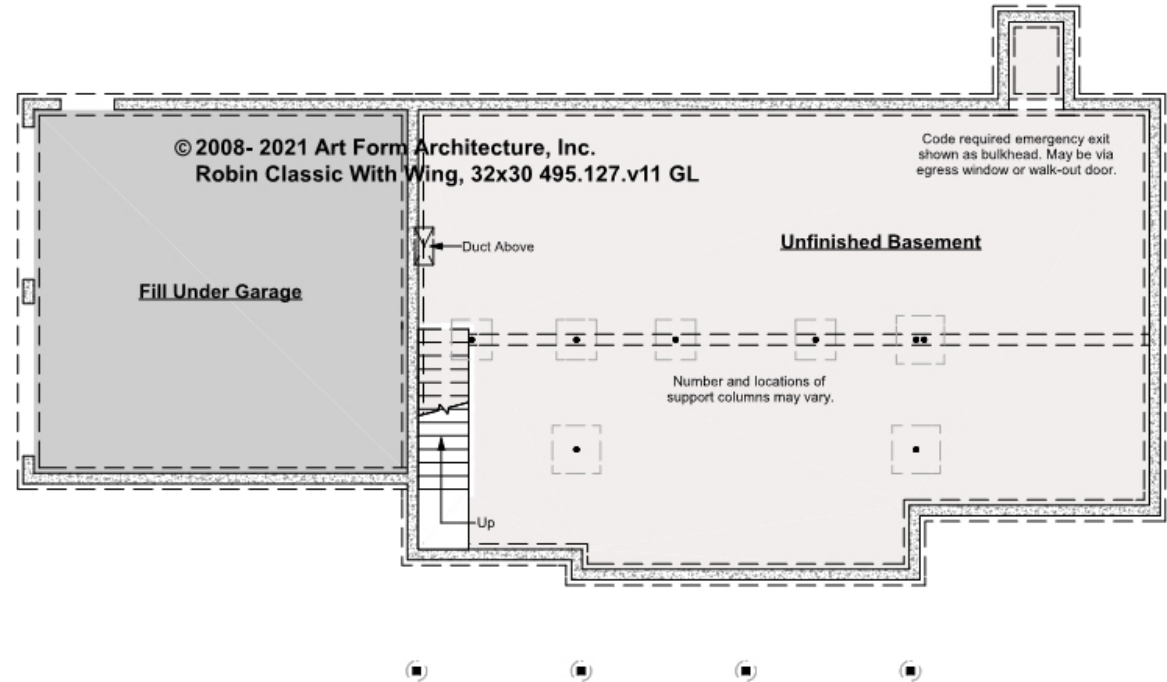 © 2008- 2021 Art Form Architecture, Inc.
Robin Classic With Wing, 32x30 495.127.v11 GL
Code required emergency exit
shown as bulkhead. May be via
egress window or walk-out door.
Duct Above
Unfinished Basement
Fill Under Garage
Number and locations of
support columns may vary.
Up